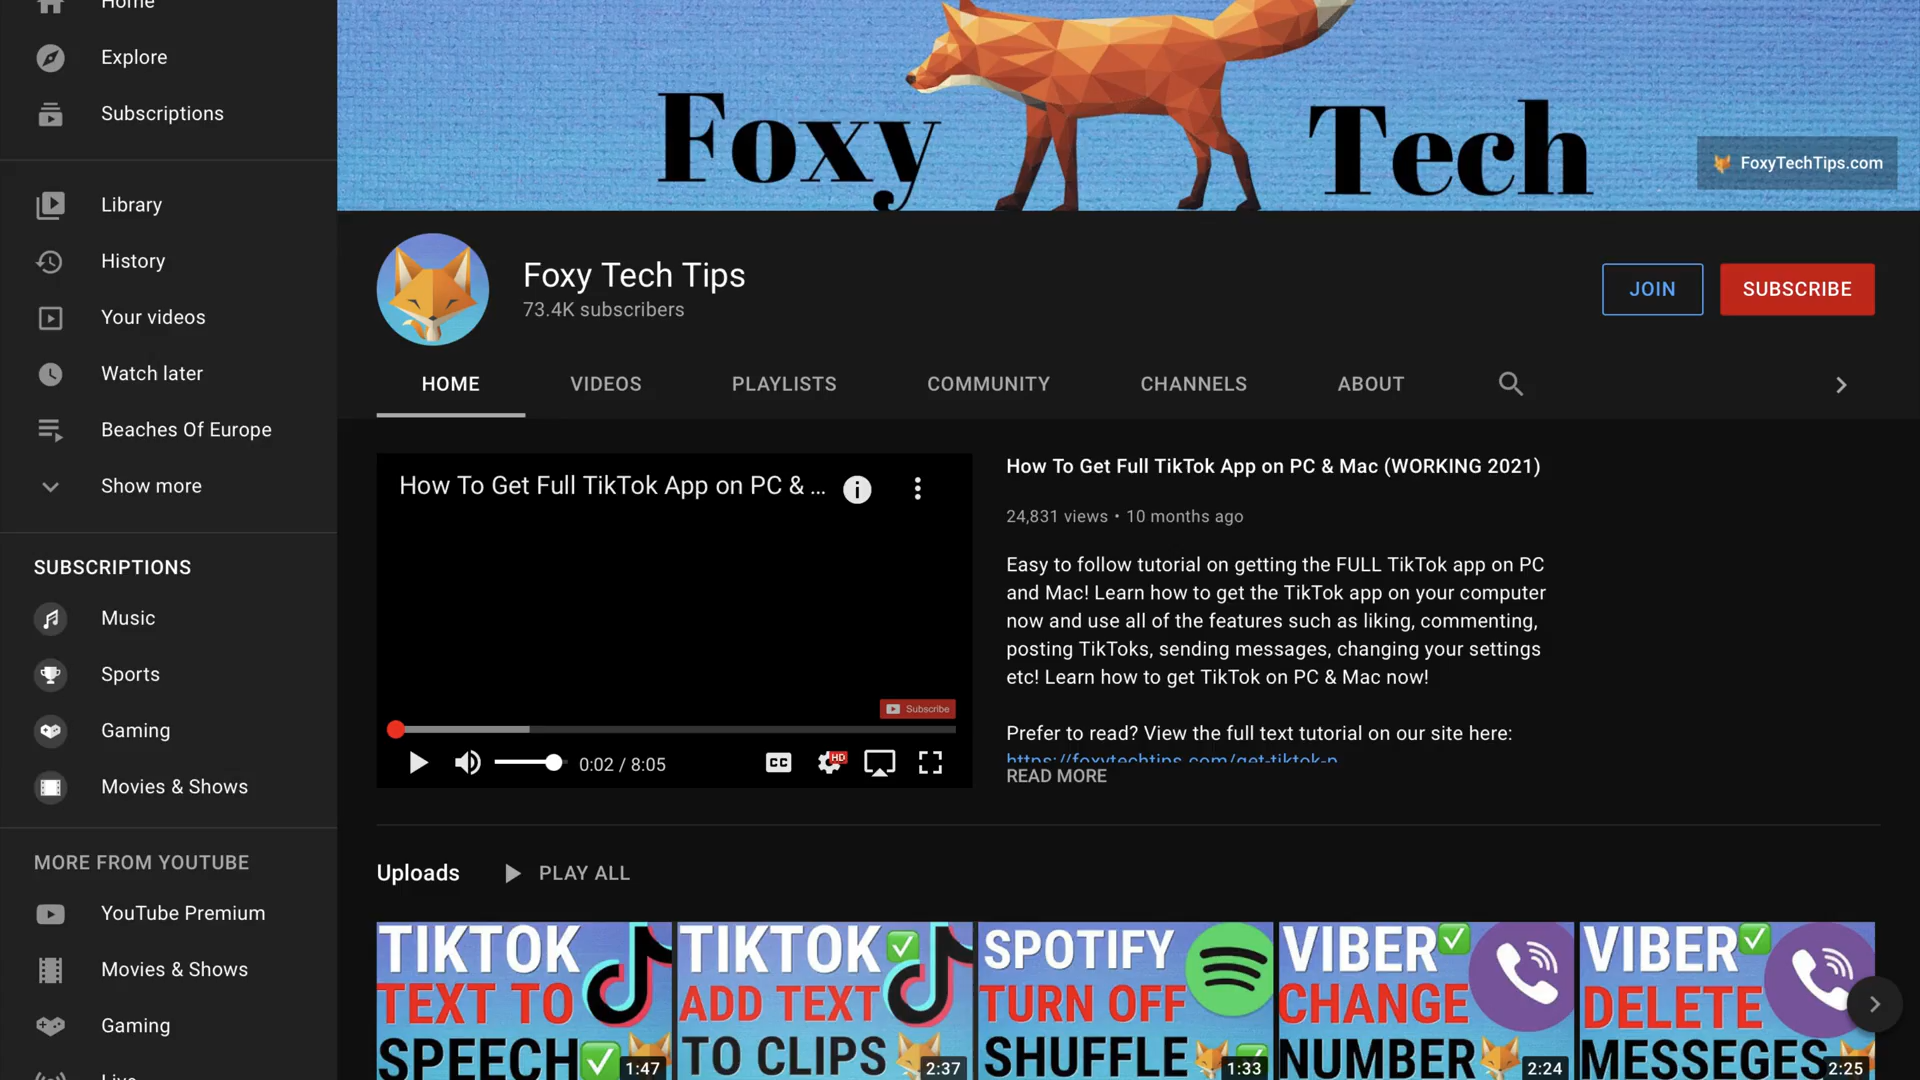 Home
Explore
Subscriptions
Library
History
Your videos
Watch later
Beaches Of Europe
Show more
SUBSCRIPTIONS
Music
Sports
Gaming
Movies & Shows
MORE FROM YOUTUBE
YouTube Premium
Movies & Shows
Gaming
Live
Foxy Tech
FoxyTechTips.com
Foxy Tech Tips
73.4K subscribers
JOIN
SUBSCRIBE
HOME VIDEOS PLAYLISTS COMMUNITY CHANNELS ABOUT
How To Get Full TikTok App on PC & ...
Subscribe
0:02 / 8:05
CC
HD
How To Get Full TikTok App on PC & Mac (WORKING 2021)
24,831 views • 10 months ago
Easy to follow tutorial on getting the FULL TikTok app on PC
and Mac! Learn how to get the TikTok app on your computer
now and use all of the features such as liking, commenting,
posting TikToks, sending messages, changing your settings
etc! Learn how to get TikTok on PC & Mac now!
Prefer to read? View the full text tutorial on our site here:
https://foxytechtips.com/get-tiktok-p
READ MORE
Uploads
PLAY ALL
TIKTOK
TEXT TO
SPEECH
1:47
TIKTOK
ADD TEXT
TO CLIPS
2:37
SPOTIFY
TURN OFF
SHUFFLE
1:33
VIBER
CHANGE
NUMBER
2:24
VIBER
DELETE
MESSEGES
2:25